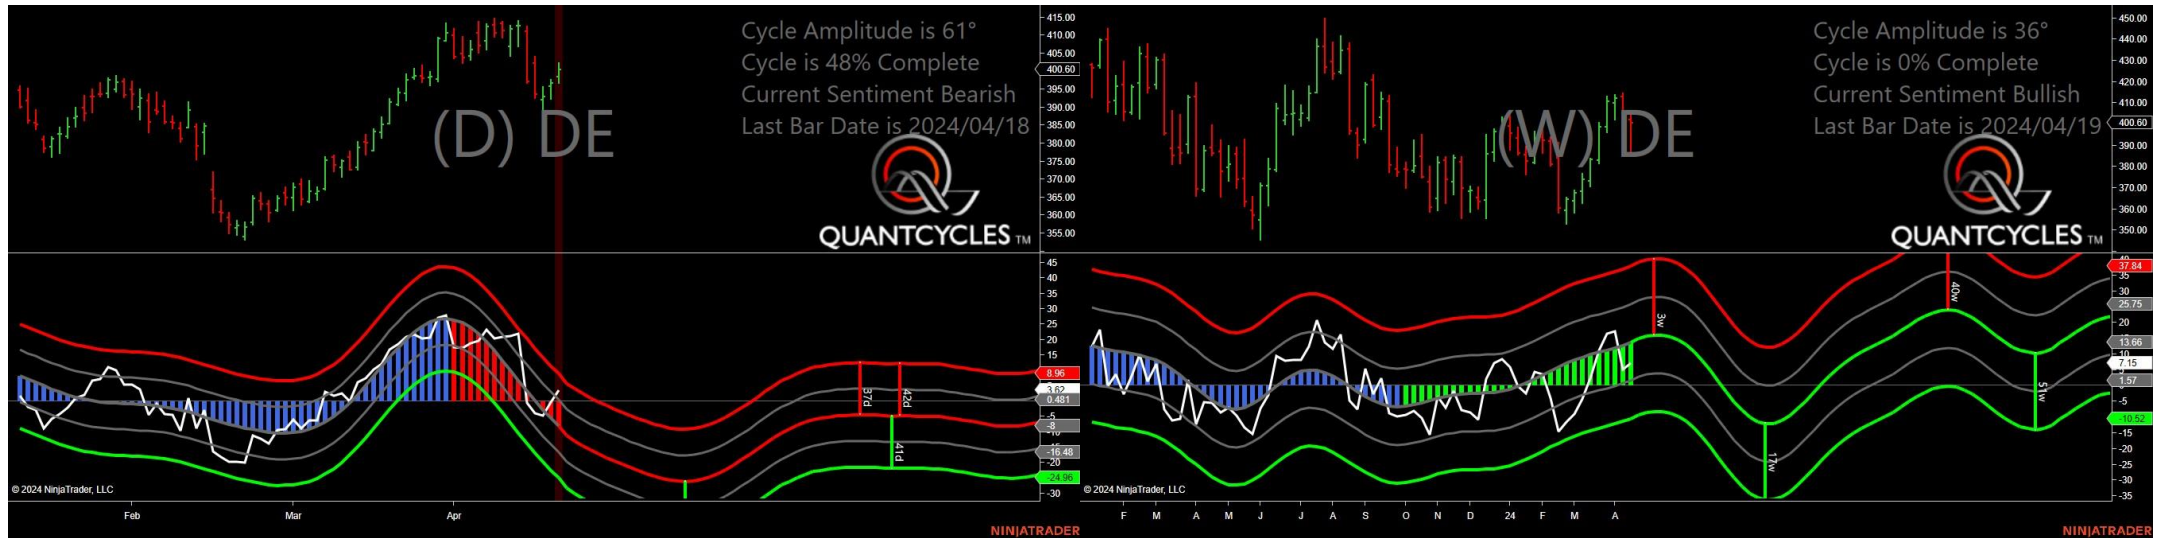 Cycle Amplitude is 61°
Cycle is 48% Complete
Current Sentiment Bearish
Last Bar Date is 2024/04/18
(D) DE
QUANTCYCLES TM
415.00
410.00
405.00
400.60
395.00
390.00
385.00
380.00
375.00
370.00
365.00
360.00
355.00
45
40
35
30
25
20
15
8.96
3.62
0.481
-5
-8
-16.48
-20
-24.96
-30
37d
42d
41d
© 2024 NinjaTrader, LLC
Feb Mar Apr
NINJATRADER
Cycle Amplitude is 36°
Cycle is 0% Complete
Current Sentiment Bullish
Last Bar Date is 2024/04/19
(W) DE
QUANTCYCLES TM
450.00
440.00
430.00
420.00
410.00
400.60
390.00
380.00
370.00
360.00
350.00
37.84
35
30
25.75
20
13.66
10
7.15
1.57
-5
-10.52
-15
-20
-25
-30
-35
3w
17w
40w
51w
© 2024 NinjaTrader, LLC
F M A M J J A S O N D 24 F M A
NINJATRADER